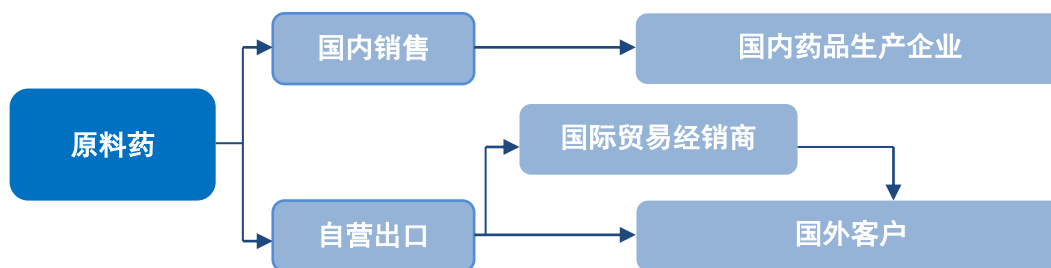 国内销售
国内药品生产企业
原料药
国际贸易经销商
自营出口
国外客户